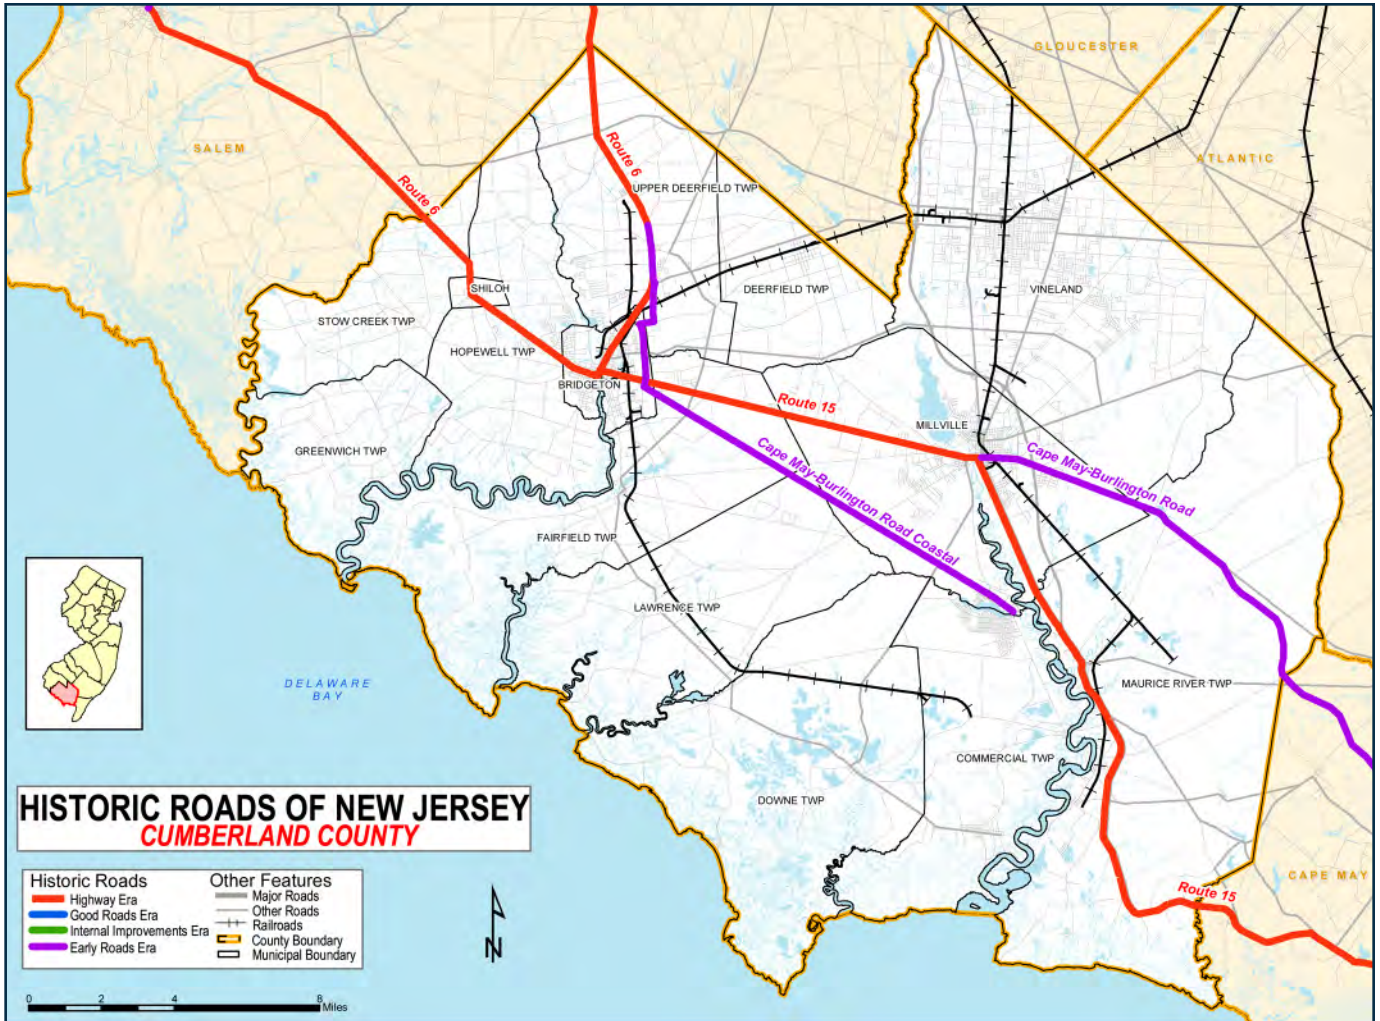 GLOUCESTER
SALEM
ATLANTIC
Route 6
Route 6
UPPER DEERFIELD TWP
SHILOH
DEERFIELD TWP
VINELAND
STOW CREEK TWP
HOPEWELL TWP
BRIDGETON
Route 15
MILLVILLE
GREENWICH TWP
Cape May-Burlington Road
Cape May-Burlington Road Coastal
FAIRFIELD TWP
LAWRENCE TWP
DELAWARE
BAY
MAURICE RIVER TWP
COMMERCIAL TWP
DOWNE TWP
HISTORIC ROADS OF NEW JERSEY
CUMBERLAND COUNTY
CAPE MAY
Route 15
Historic Roads
Highway Era
Good Roads Era
Internal Improvements Era
Early Roads Era
Other Features
Major Roads
Other Roads
Railroads
County Boundary
Municipal Boundary
N
0 2 4 8
Miles